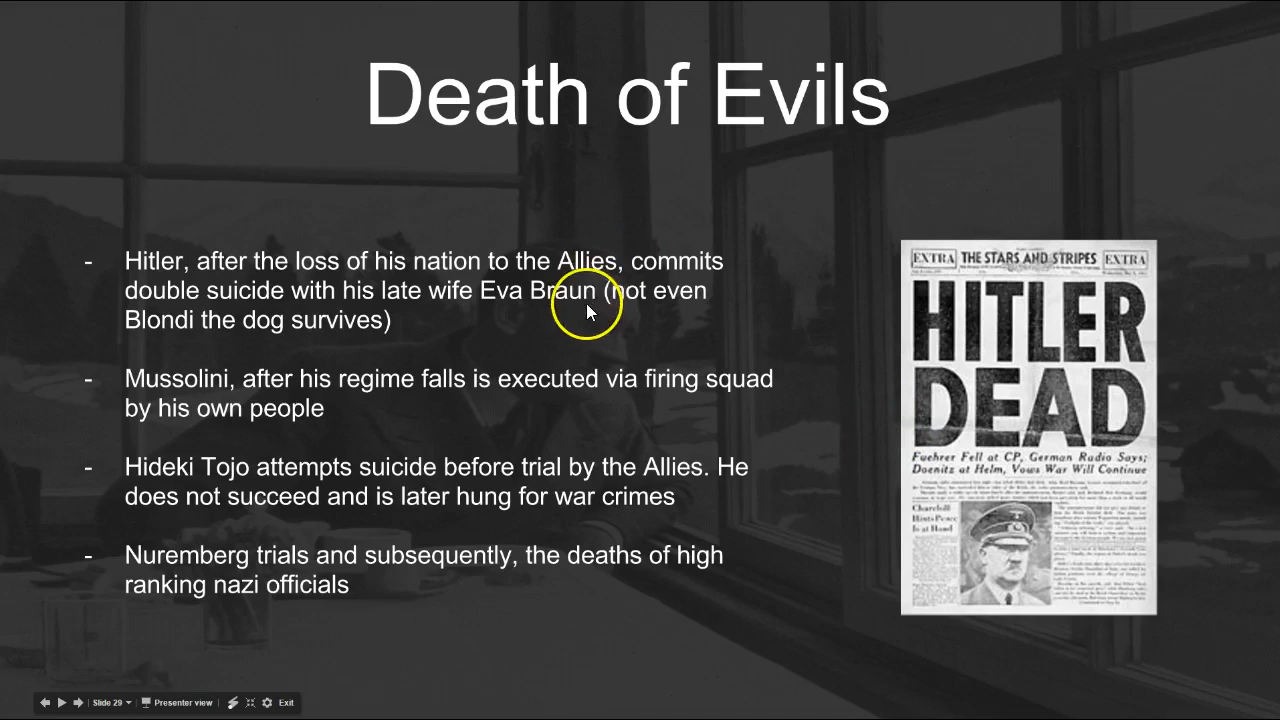 Death of Evils
- Hitler, after the loss of his nation to the Allies, commits
double suicide with his late wife Eva Braun (not even
Blondi the dog survives)
- Mussolini, after his regime falls is executed via firing squad
by his own people
- Hideki Tojo attempts suicide before trial by the Allies. He
does not succeed and is later hung for war crimes
- Nuremberg trials and subsequently, the deaths of high
ranking nazi officials
EXTRA THE STARS AND STRIPES EXTRA
HITLER
DEAD
Fuehrer Fell at CP, German Radio Says;
Doenitz at Helm, Vows War Will Continue
Churchill
Hints Peace
Is at Hand
Slide 29 Presenter view Exit